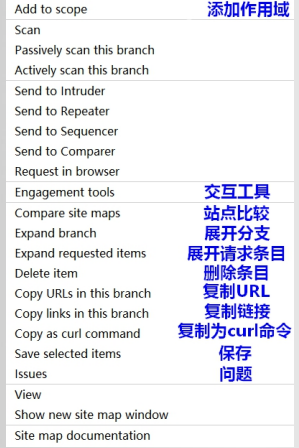 Add to scope 添加作用域
Scan
Passively scan this branch
Actively scan this branch
Send to Intruder
Send to Repeater
Send to Sequencer
Send to Comparer
Request in browser
Engagement tools 交互工具
Compare site maps 站点比较
Expand branch 展开分支
Expand requested items 展开请求条目
Delete item 删除条目
Copy URLs in this branch 复制URL
Copy links in this branch 复制链接
Copy as curl command 复制为curl命令
Save selected items 保存
Issues 问题
View
Show new site map window
Site map documentation